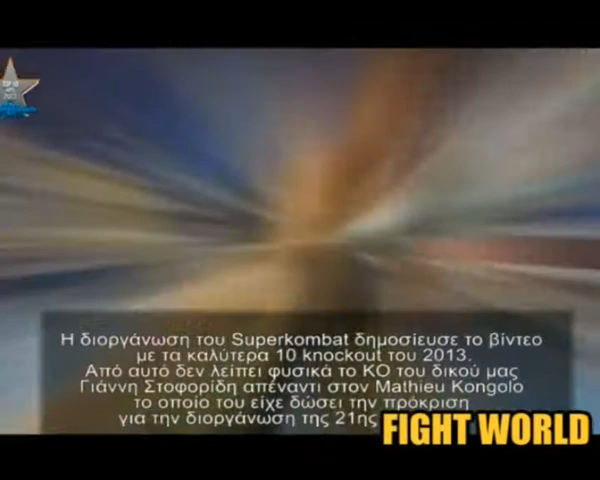 Η διοργάνωση του Superkombat δημοσίευσε το βίντεο
με τα καλύτερα 10 knockout του 2013.
Από αυτό δεν λείπει φυσικά το ΚΟ του δικού μας
Γιάννη Στοφορίδη απέναντι στον Mathieu Kongolo
το οποίο του είχε δώσει την πρόκριση
για την διοργάνωση της 21ης
FIGHT WORLD